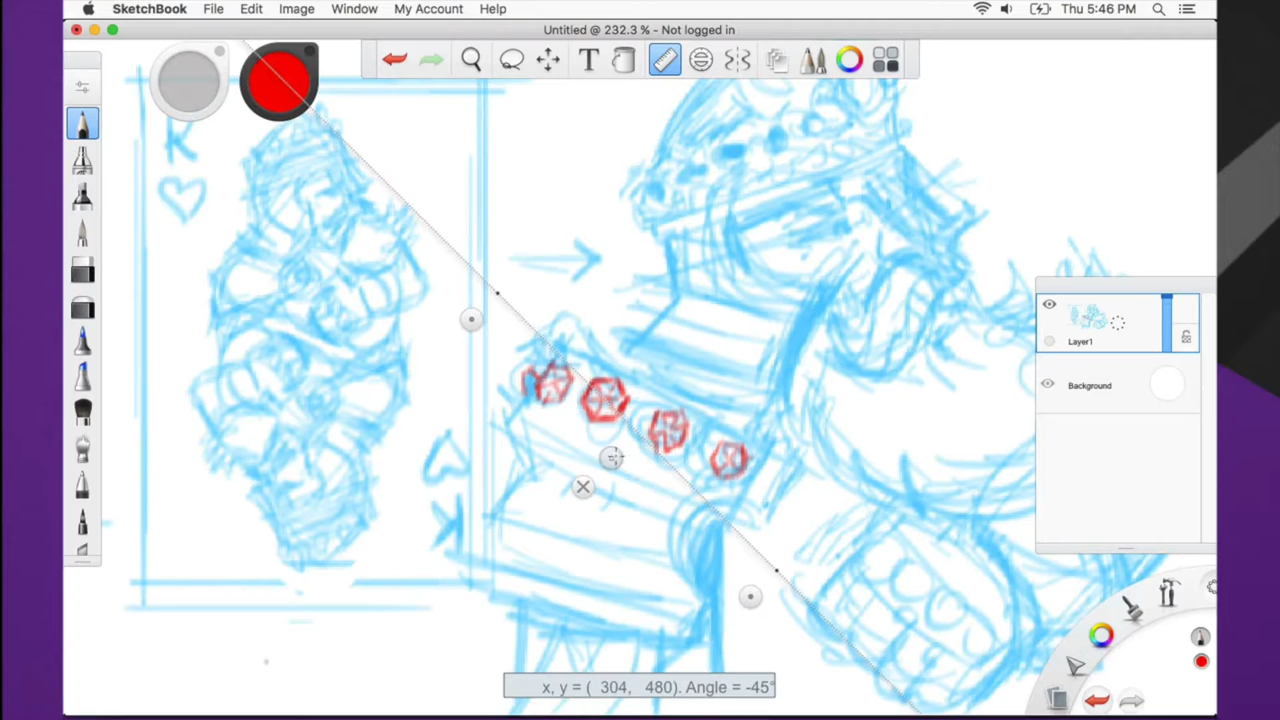 SketchBook File Edit Image Window My Account Help Thu 5:46 PM
Untitled @ 232.3 % - Not logged in
T
K
Layer1
Background
K
x, y = ( 304, 480). Angle = -45°